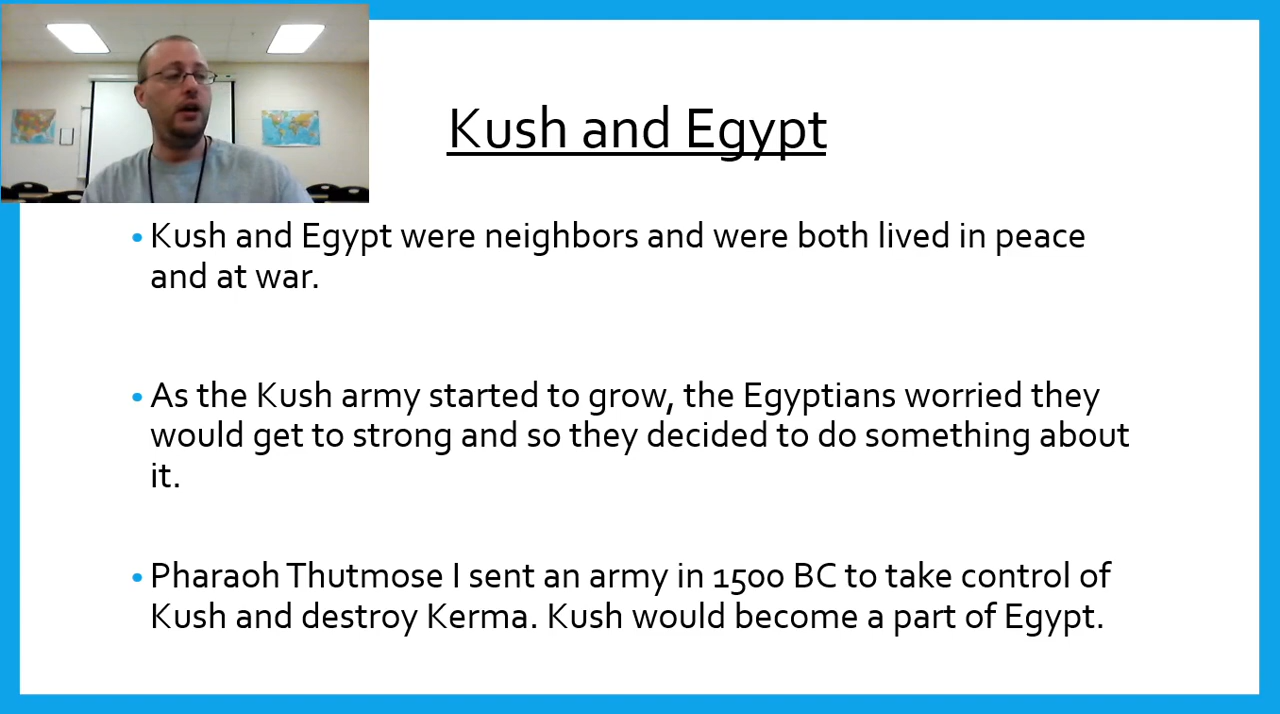 Kush and Egypt
• Kush and Egypt were neighbors and were both lived in peace
and at war.
• As the Kush army started to grow, the Egyptians worried they
would get to strong and so they decided to do something about
it.
• Pharaoh Thutmose I sent an army in 1500 BC to take control of
Kush and destroy Kerma. Kush would become a part of Egypt.